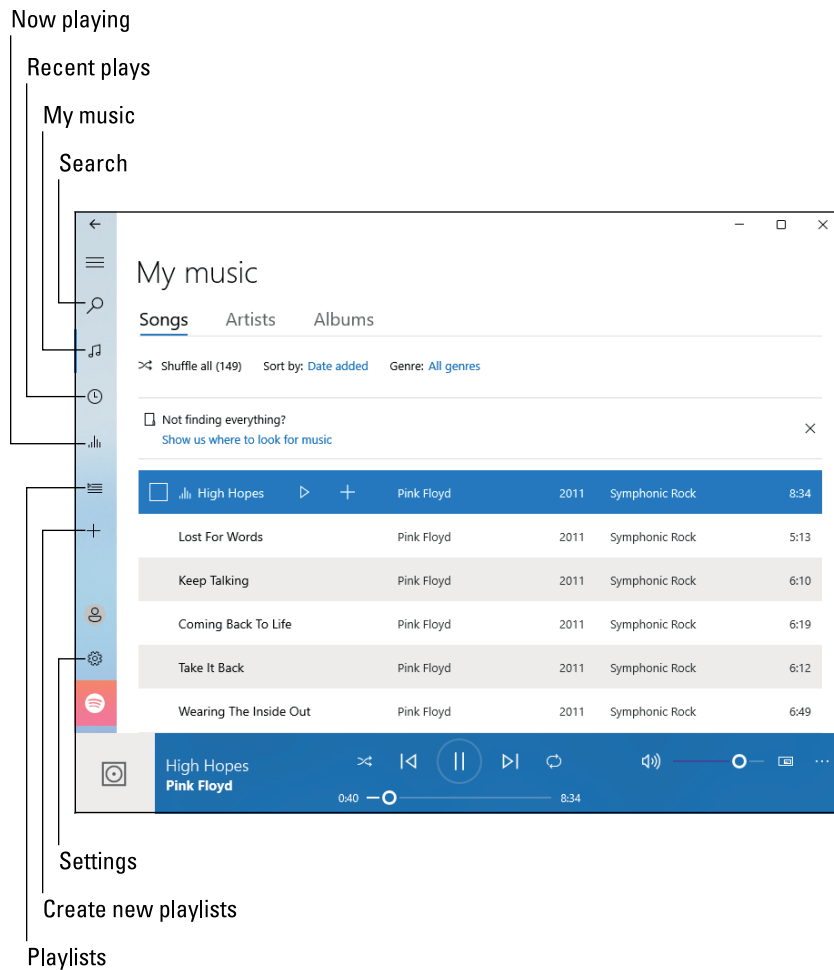 Now playing
Recent plays
My music
Search
My music
Songs Artists Albums
Shuffle all (149) Sort by: Date added Genre: All genres
Not finding everything?
Show us where to look for music
High Hopes Pink Floyd 2011 Symphonic Rock 8:34
Lost For Words Pink Floyd 2011 Symphonic Rock 5:13
Keep Talking Pink Floyd 2011 Symphonic Rock 6:10
Coming Back To Life Pink Floyd 2011 Symphonic Rock 6:19
Take It Back Pink Floyd 2011 Symphonic Rock 6:12
Wearing The Inside Out Pink Floyd 2011 Symphonic Rock 6:49
High Hopes
Pink Floyd
0:40 8:34
Settings
Create new playlists
Playlists